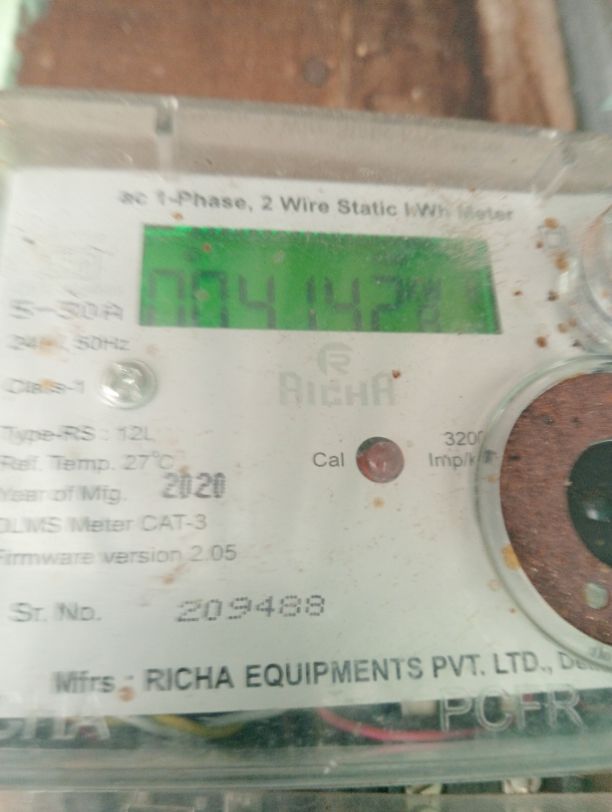 ac 1-Phase, 2 Wire Static kWh Meter
004142
5-30A
50Hz
Class-1
RICHA
Type-RS : 12L
Ref. Temp. 27°C
Cal
3200
Imp/k
Year of Mfg. 2020
DLMS Meter CAT-3
Firmware version 2.05
Sr. No. 209488
Mfrs : RICHA EQUIPMENTS PVT. LTD.,